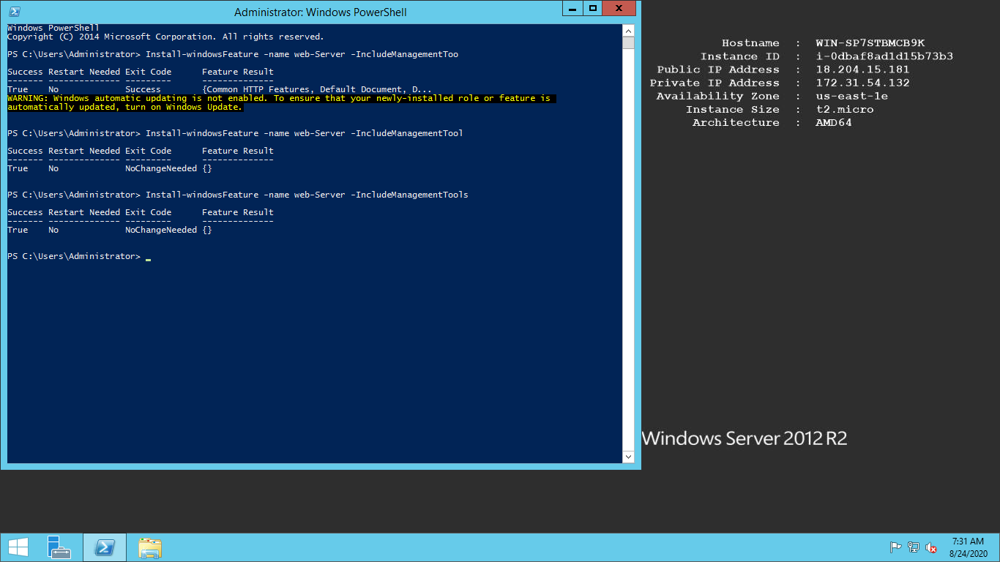 Administrator: Windows PowerShell
Windows PowerShell
Copyright (C) 2014 Microsoft Corporation. All rights reserved.
PS C:\Users\Administrator> Install-windowsFeature -name web-Server -IncludeManagementToo
Success Restart Needed Exit Code      Feature Result
------- -------------- ---------      --------------
True    No             Success        {Common HTTP Features, Default Document, D...
WARNING: Windows automatic updating is not enabled. To ensure that your newly-installed role or feature is
automatically updated, turn on Windows Update.
PS C:\Users\Administrator> Install-windowsFeature -name web-Server -IncludeManagementTool
Success Restart Needed Exit Code      Feature Result
------- -------------- ---------      --------------
True    No             NoChangeNeeded {}
PS C:\Users\Administrator> Install-windowsFeature -name web-Server -IncludeManagementTools
Success Restart Needed Exit Code      Feature Result
------- -------------- ---------      --------------
True    No             NoChangeNeeded {}
PS C:\Users\Administrator> _
Hostname : WIN-SP7STBMCB9K
Instance ID : i-0dbaf8ad1d15b73b3
Public IP Address : 18.204.15.181
Private IP Address : 172.31.54.132
Availability Zone : us-east-1e
Instance Size : t2.micro
Architecture : AMD64
Windows Server 2012 R2
7:31 AM
8/24/2020